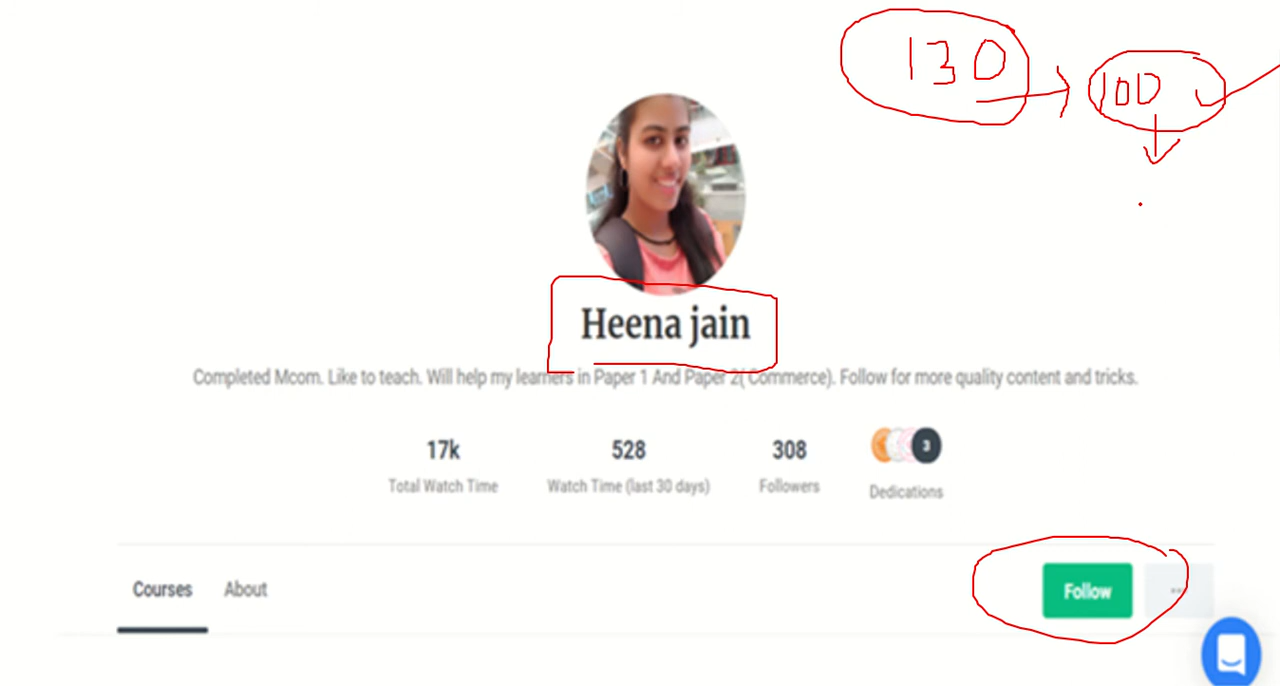 130
100
Heena jain
Completed Mcom. Like to teach. Will help my learners in Paper 1 And Paper 2( Commerce). Follow for more quality content and tricks.
17k 528 308 3
Total Watch Time Watch Time (last 30 days) Followers Dedications
Courses About Follow ...